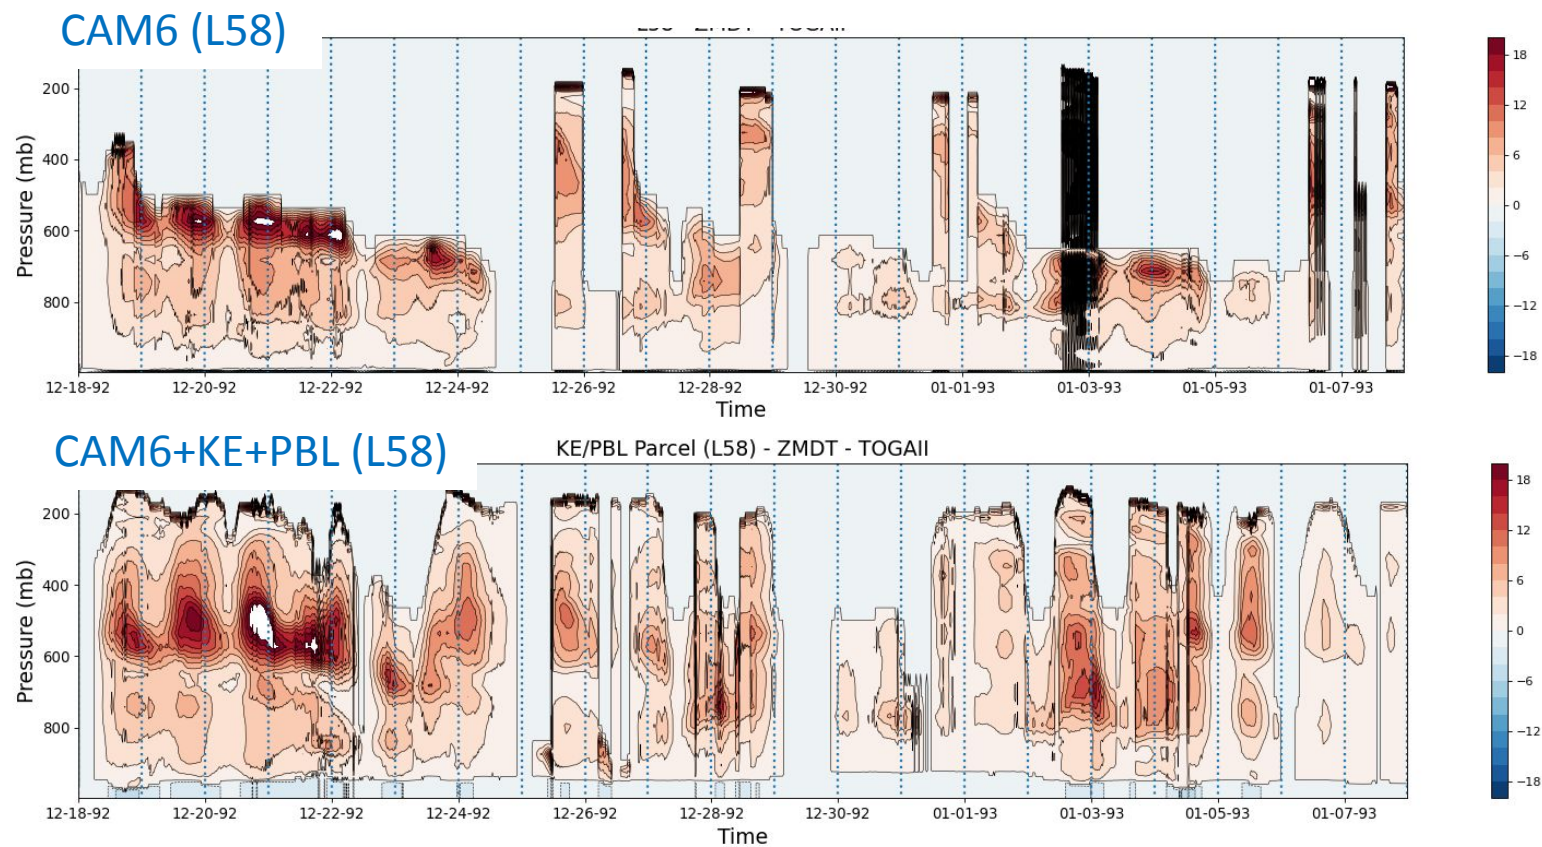 CAM6 (L58)
18
12
6
0
−6
−12
−18
200
400
600
800
Pressure (mb)
12-18-92 12-20-92 12-22-92 12-24-92 12-26-92 12-28-92 12-30-92 01-01-93 01-03-93 01-05-93 01-07-93
Time
CAM6+KE+PBL (L58)
KE/PBL Parcel (L58) - ZMDT - TOGAII
18
12
6
0
−6
−12
−18
200
400
600
800
Pressure (mb)
12-18-92 12-20-92 12-22-92 12-24-92 12-26-92 12-28-92 12-30-92 01-01-93 01-03-93 01-05-93 01-07-93
Time